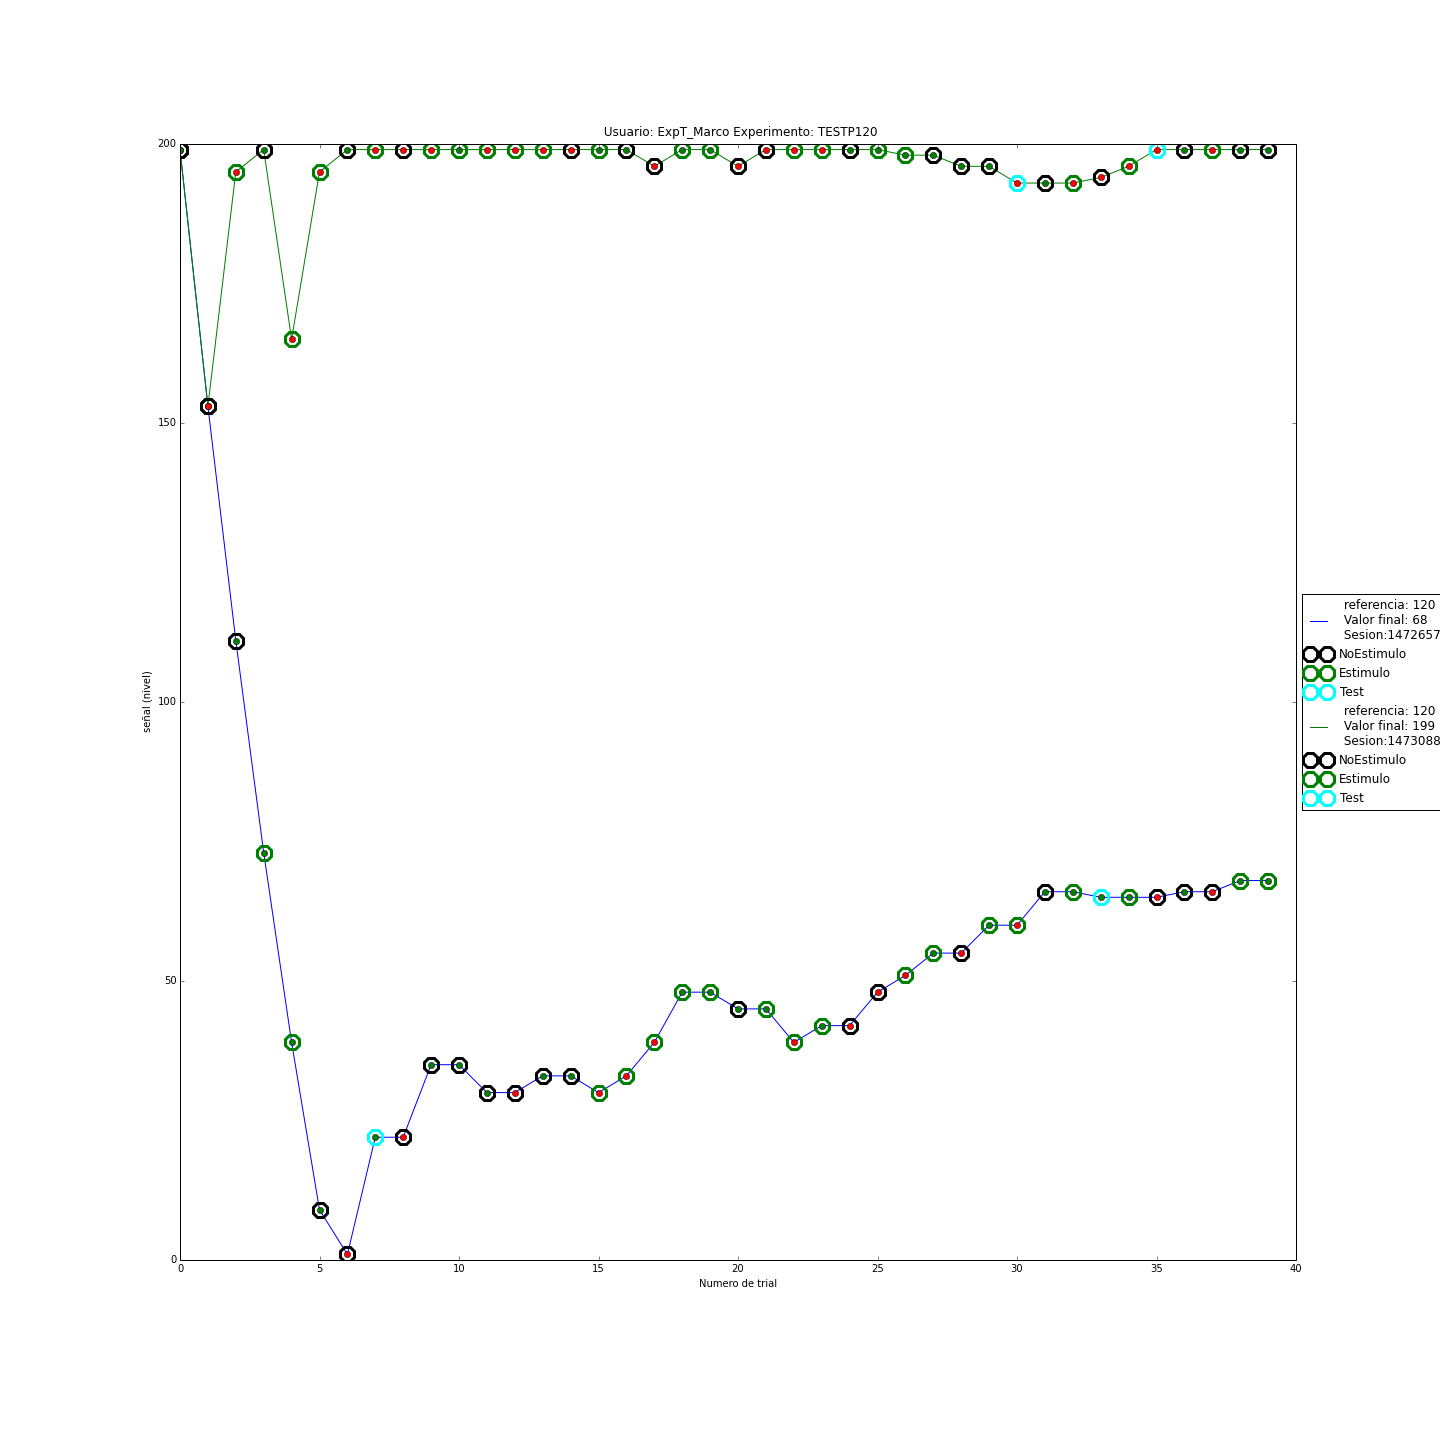 Usuario: ExpT_Marco Experimento: TESTP120
200
150
100
50
0
señal (nivel)
0 5 10 15 20 25 30 35 40
Numero de trial
referencia: 120
Valor final: 68
Sesion:1472657
NoEstimulo
Estimulo
Test
referencia: 120
Valor final: 199
Sesion:1473088
NoEstimulo
Estimulo
Test